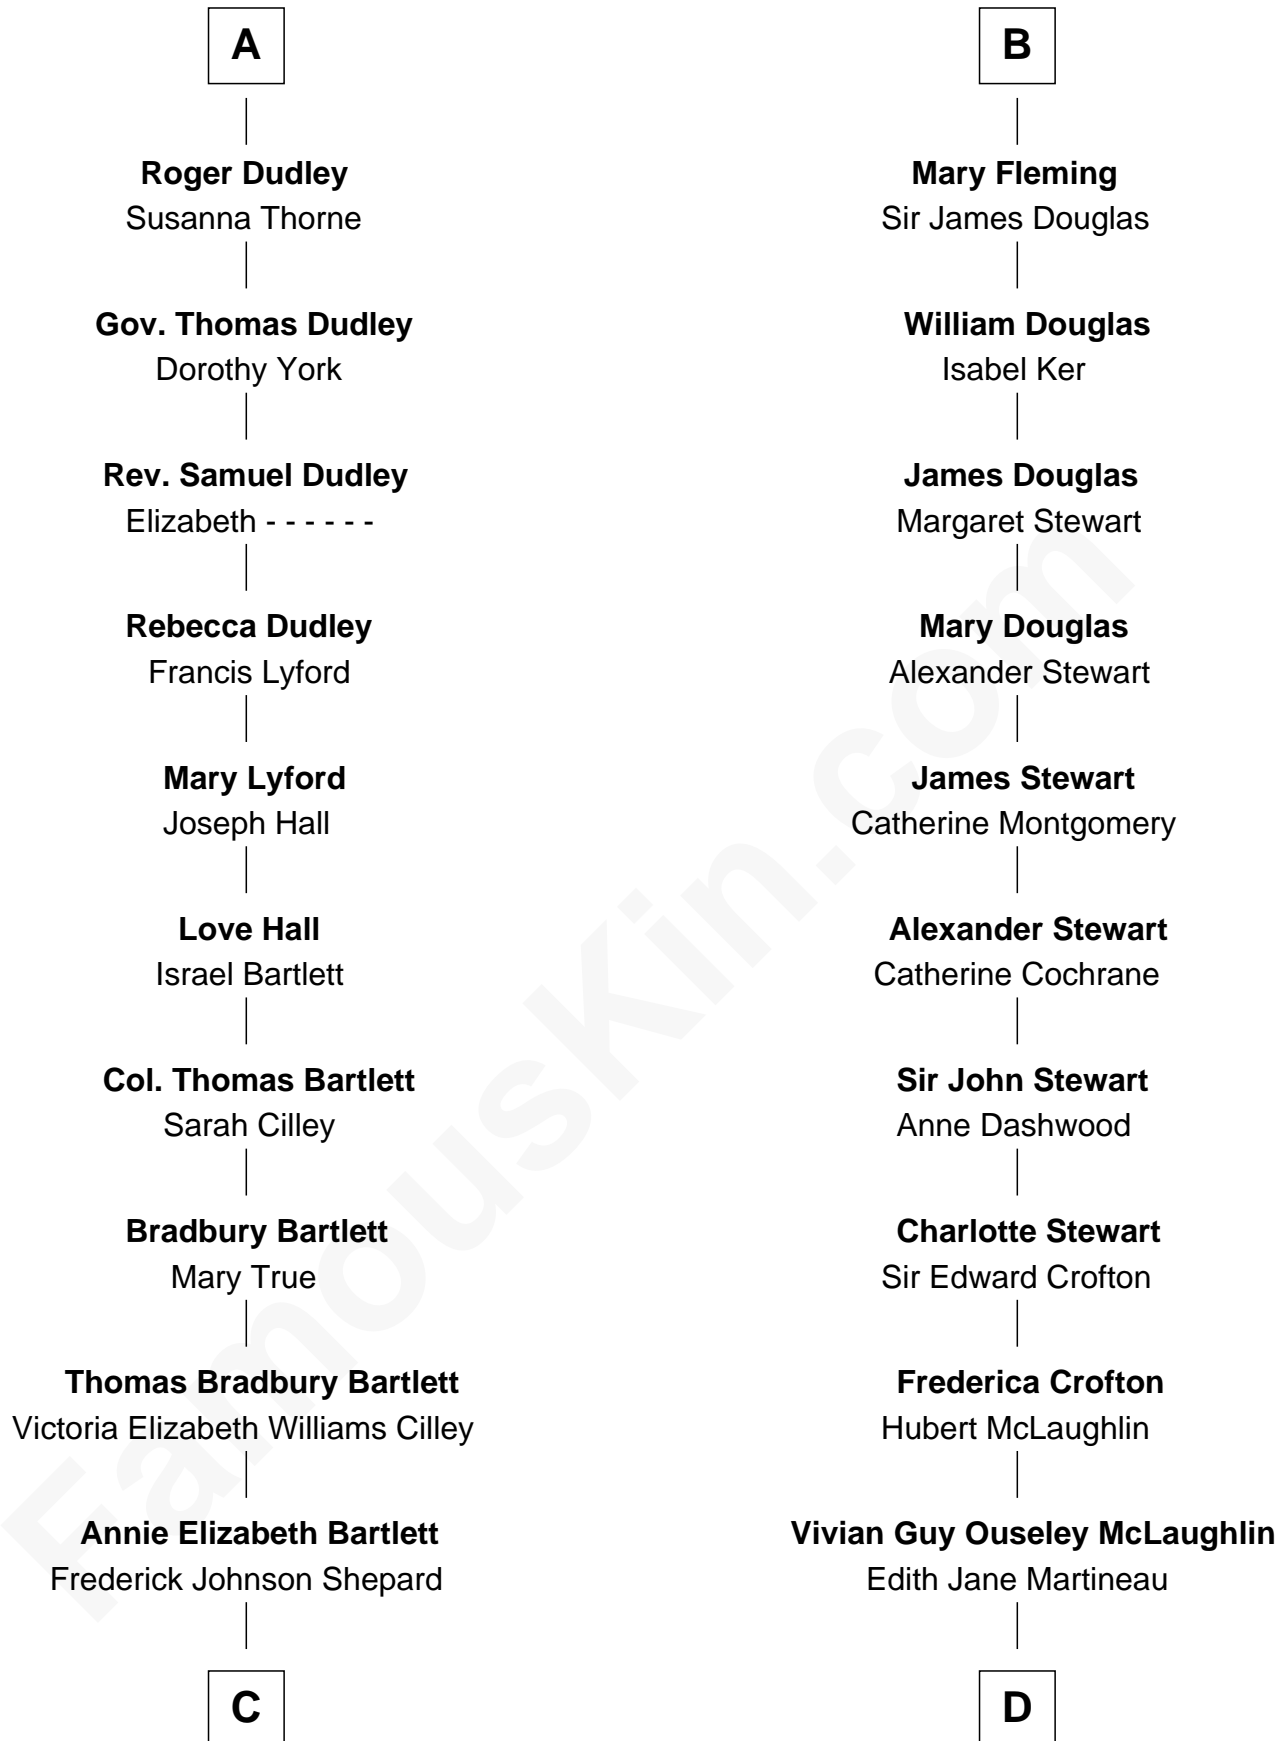 A
Roger Dudley
Susanna Thorne
Gov. Thomas Dudley
Dorothy York
Rev. Samuel Dudley
Elizabeth - - - - - -
Rebecca Dudley
Francis Lyford
Mary Lyford
Joseph Hall
Love Hall
Israel Bartlett
Col. Thomas Bartlett
Sarah Cilley
Bradbury Bartlett
Mary True
Thomas Bradbury Bartlett
Victoria Elizabeth Williams Cilley
Annie Elizabeth Bartlett
Frederick Johnson Shepard
C
B
Mary Fleming
Sir James Douglas
William Douglas
Isabel Ker
James Douglas
Margaret Stewart
Mary Douglas
Alexander Stewart
James Stewart
Catherine Montgomery
Alexander Stewart
Catherine Cochrane
Sir John Stewart
Anne Dashwood
Charlotte Stewart
Sir Edward Crofton
Frederica Crofton
Hubert McLaughlin
Vivian Guy Ouseley McLaughlin
Edith Jane Martineau
D
FamousKin.com